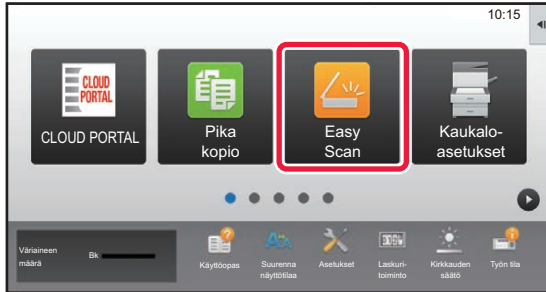 10:15
CLOUD
PORTAL
CLOUD PORTAL
Pika
kopio
Easy
Scan
Kaukalo-
asetukset
Väriaineen
määrä
Bk
Käyttöopas
Suurenna
näyttötilaa
Asetukset
Laskuri-
toiminto
Kirkkauden
säätö
Työn tila